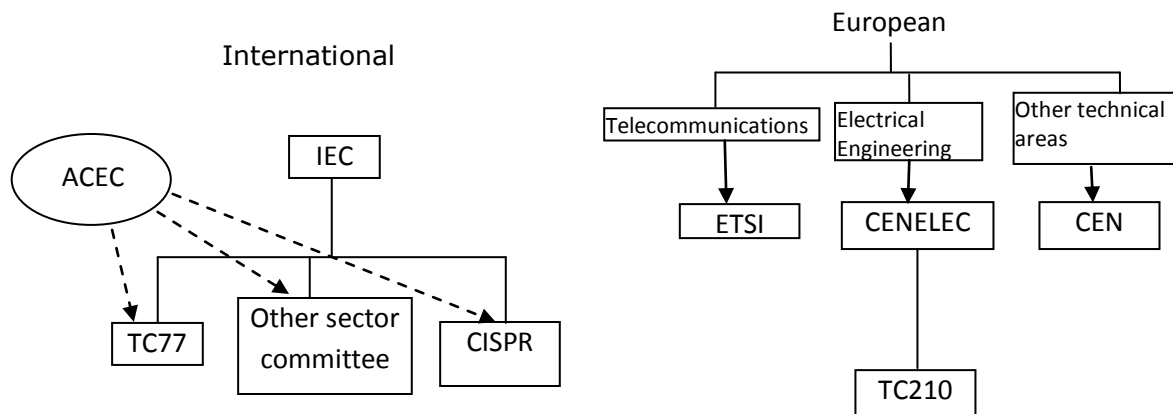 International
ACEC
IEC
TC77
Other sector
committee
CISPR
European
Telecommunications
Electrical
Engineering
Other technical
areas
ETSI
CENELEC
CEN
TC210